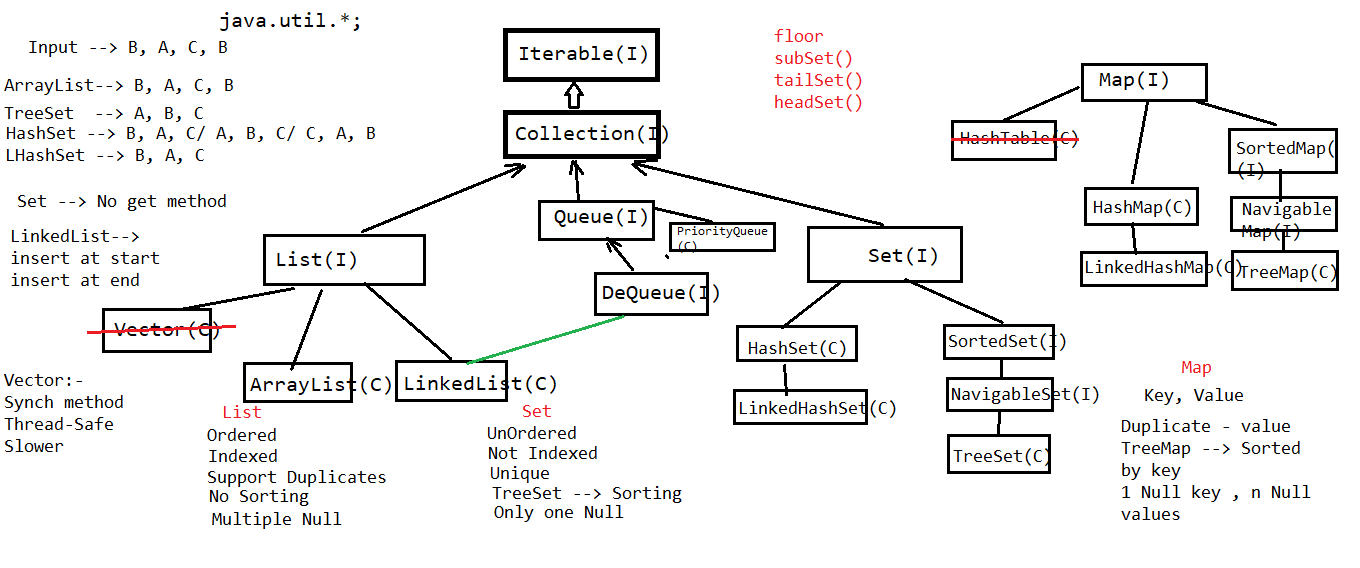 java.util.*;
Input --> B, A, C, B
ArrayList--> B, A, C, B
TreeSet --> A, B, C
HashSet --> B, A, C/ A, B, C/ C, A, B
LHashSet --> B, A, C
Set --> No get method
LinkedList-->
insert at start
insert at end
Iterable(I)
Collection(I)
floor
subSet()
tailSet()
headSet()
Map(I)
HashTable(C)
SortedMap(
(I)
HashMap(C)
Navigable
Map(I)
LinkedHashMap(C)
TreeMap(C)
Queue(I)
PriorityQueue
(C)
List(I)
Set(I)
DeQueue(I)
Vector(C)
ArrayList(C)
LinkedList(C)
HashSet(C)
SortedSet(I)
LinkedHashSet(C)
NavigableSet(I)
TreeSet(C)
Vector:-
Synch method
Thread-Safe
Slower
List
Ordered
Indexed
Support Duplicates
No Sorting
Multiple Null
Set
UnOrdered
Not Indexed
Unique
TreeSet --> Sorting
Only one Null
Map
Key, Value
Duplicate - value
TreeMap --> Sorted
by key
1 Null key , n Null
values